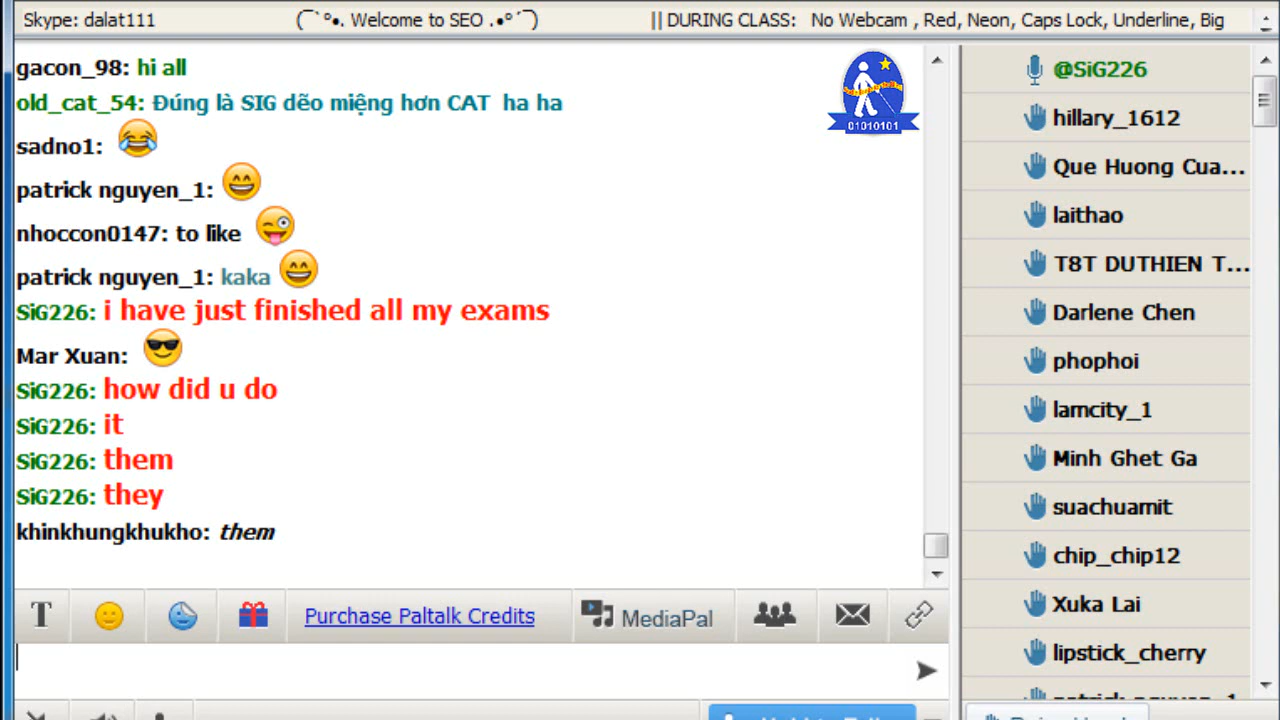 Skype: dalat111 (¯`°•. Welcome to SEO .•°´¯) || DURING CLASS: No Webcam , Red, Neon, Caps Lock, Underline, Big
gacon_98: hi all
old_cat_54: Đúng là SIG dẽo miệng hơn CAT ha ha
sadno1:
patrick nguyen_1:
nhoccon0147: to like
patrick nguyen_1: kaka
SiG226: i have just finished all my exams
Mar Xuan:
SiG226: how did u do
SiG226: it
SiG226: them
SiG226: they
khinkhungkhukho: them
01010101
@SiG226
hillary_1612
Que Huong Cua...
laithao
T8T DUTHIEN T...
Darlene Chen
phophoi
lamcity_1
Minh Ghet Ga
suachuamit
chip_chip12
Xuka Lai
lipstick_cherry
patrick nguyen_1
T Purchase Paltalk Credits MediaPal